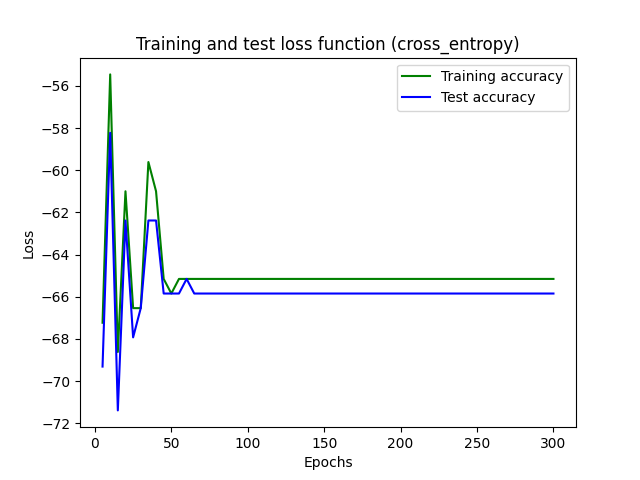 Training and test loss function (cross_entropy)
Training accuracy
Test accuracy
Loss
−56
−58
−60
−62
−64
−66
−68
−70
−72
0 50 100 150 200 250 300
Epochs